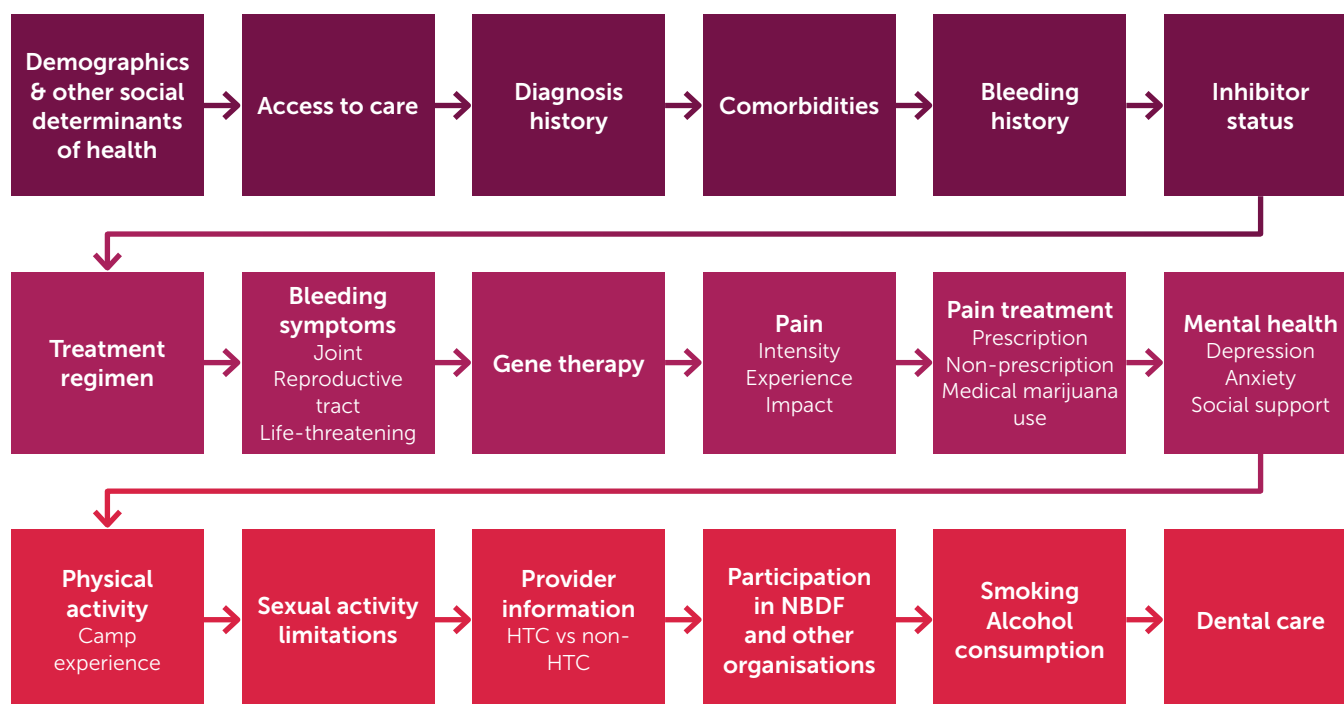 Demographics
& other social
determinants
of health
Access to care
Diagnosis
history
Comorbidities
Bleeding
history
Inhibitor
status
Treatment
regimen
Bleeding
symptoms
Joint
Reproductive
tract
Life-threatening
Gene therapy
Pain
Intensity
Experience
Impact
Pain treatment
Prescription
Non-prescription
Medical marijuana
use
Mental health
Depression
Anxiety
Social support
Physical
activity
Camp
experience
Sexual activity
limitations
Provider
information
HTC vs non-
HTC
Participation
in NBDF
and other
organisations
Smoking
Alcohol
consumption
Dental care